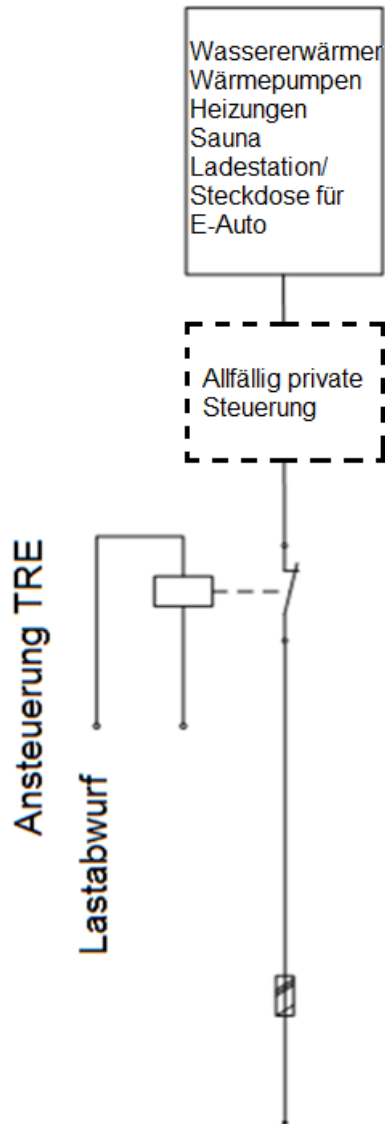 Wassererwärmer
Wärmepumpen
Heizungen
Sauna
Ladestation/
Steckdose für
E-Auto
Allfällig private
Steuerung
Ansteuerung TRE
Lastabwurf